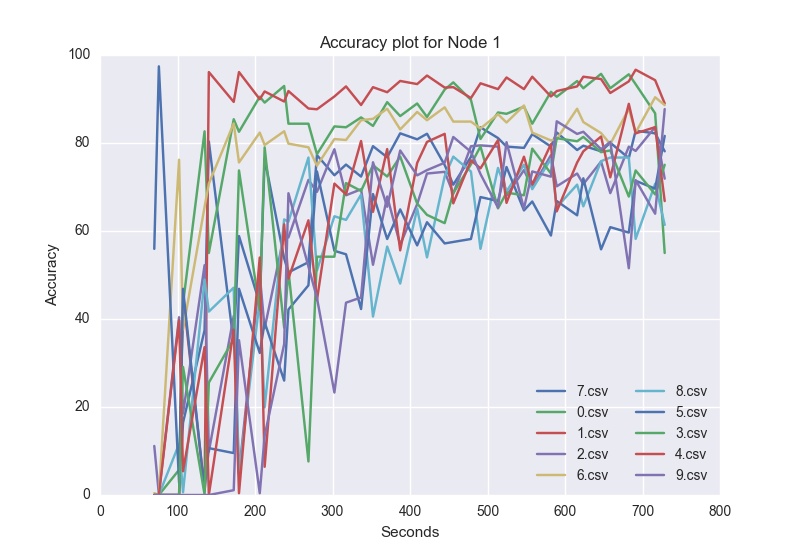 Accuracy plot for Node 1
100
80
60
40
20
0
Accuracy
7.csv
0.csv
1.csv
2.csv
6.csv
8.csv
5.csv
3.csv
4.csv
9.csv
0 100 200 300 400 500 600 700 800
Seconds